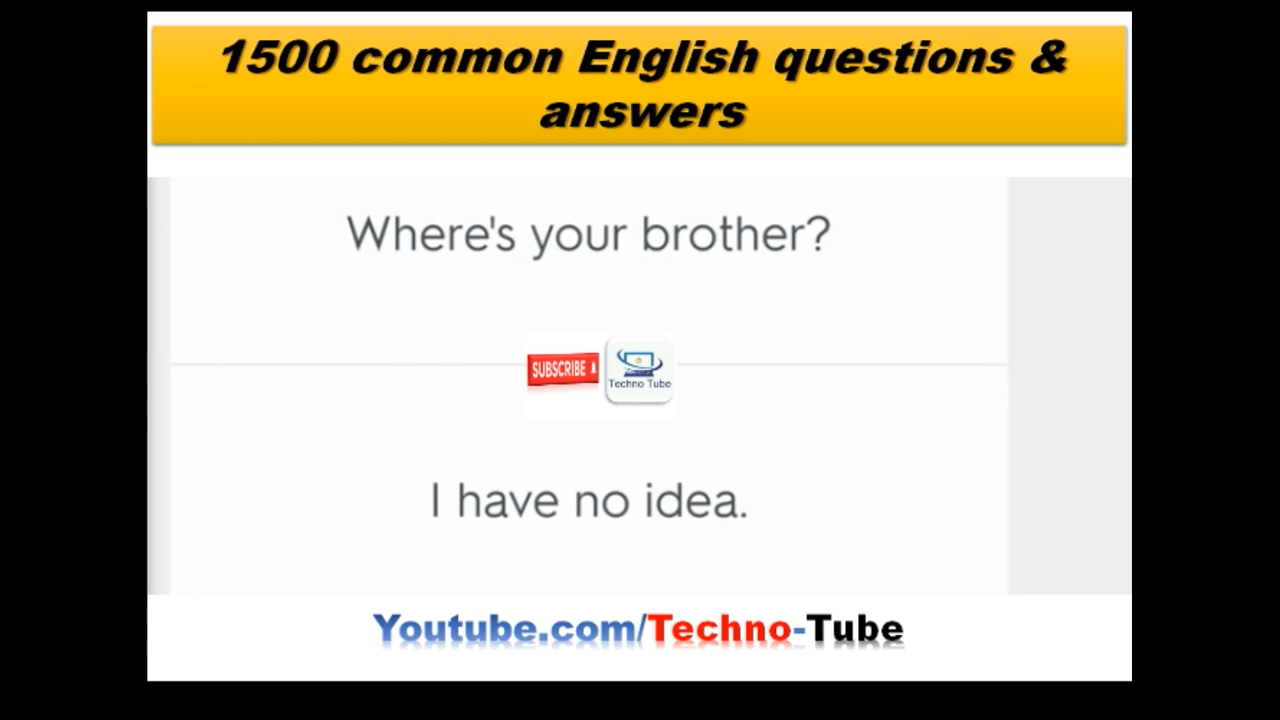 1500 common English questions &
answers
Where's your brother?
SUBSCRIBE
Techno Tube
I have no idea.
Youtube.com/Techno-Tube